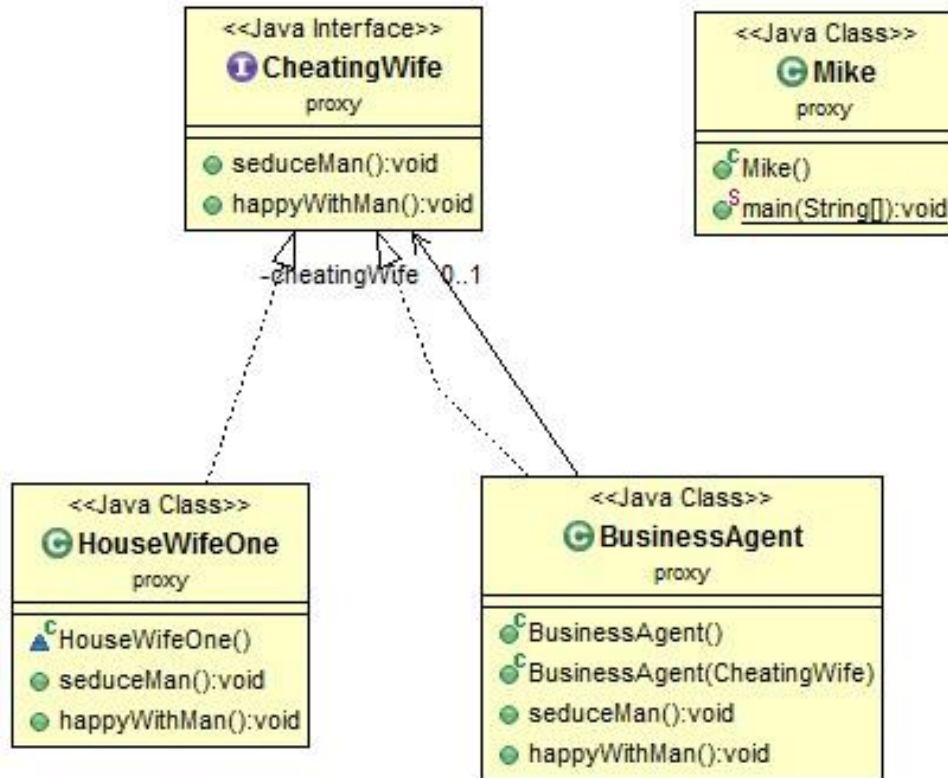 <<Java Interface>>
CheatingWife
proxy
seduceMan():void
happyWithMan():void
<<Java Class>>
Mike
proxy
Mike()
main(String[]):void
-cheatingWife 0..1
<<Java Class>>
HouseWifeOne
proxy
HouseWifeOne()
seduceMan():void
happyWithMan():void
<<Java Class>>
BusinessAgent
proxy
BusinessAgent()
BusinessAgent(CheatingWife)
seduceMan():void
happyWithMan():void